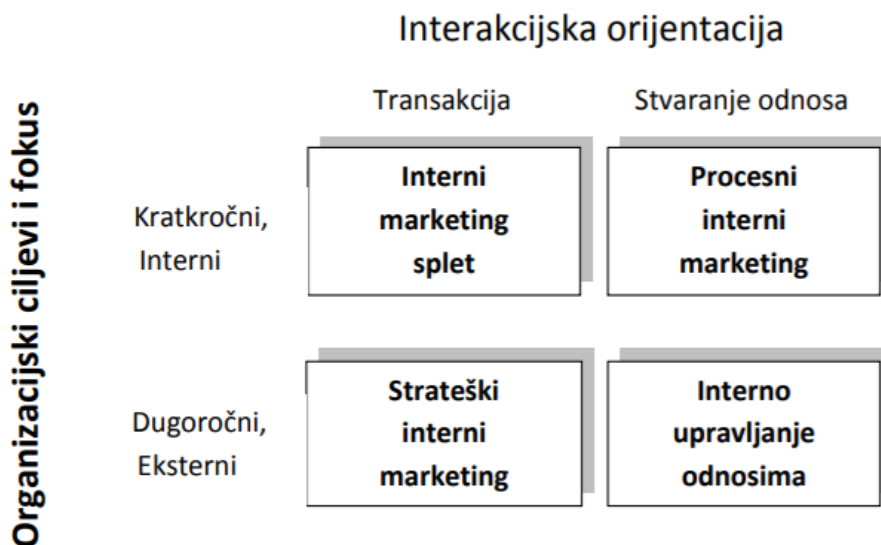 Interakcijska orijentacija
Transakcija
Stvaranje odnosa
Organizacijski ciljevi i fokus
Kratkročni,
Interni
Interni
marketing
splet
Procesni
interni
marketing
Dugoročni,
Eksterni
Strateški
interni
marketing
Interno
upravljanje
odnosima